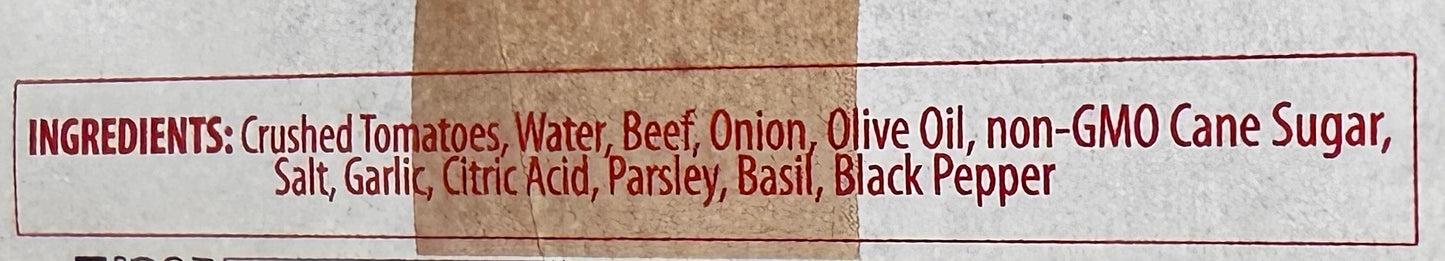 INGREDIENTS: Crushed Tomatoes, Water, Beef, Onion, Olive Oil, non-GMO Cane Sugar,
Salt, Garlic, Citric Acid, Parsley, Basil, Black Pepper